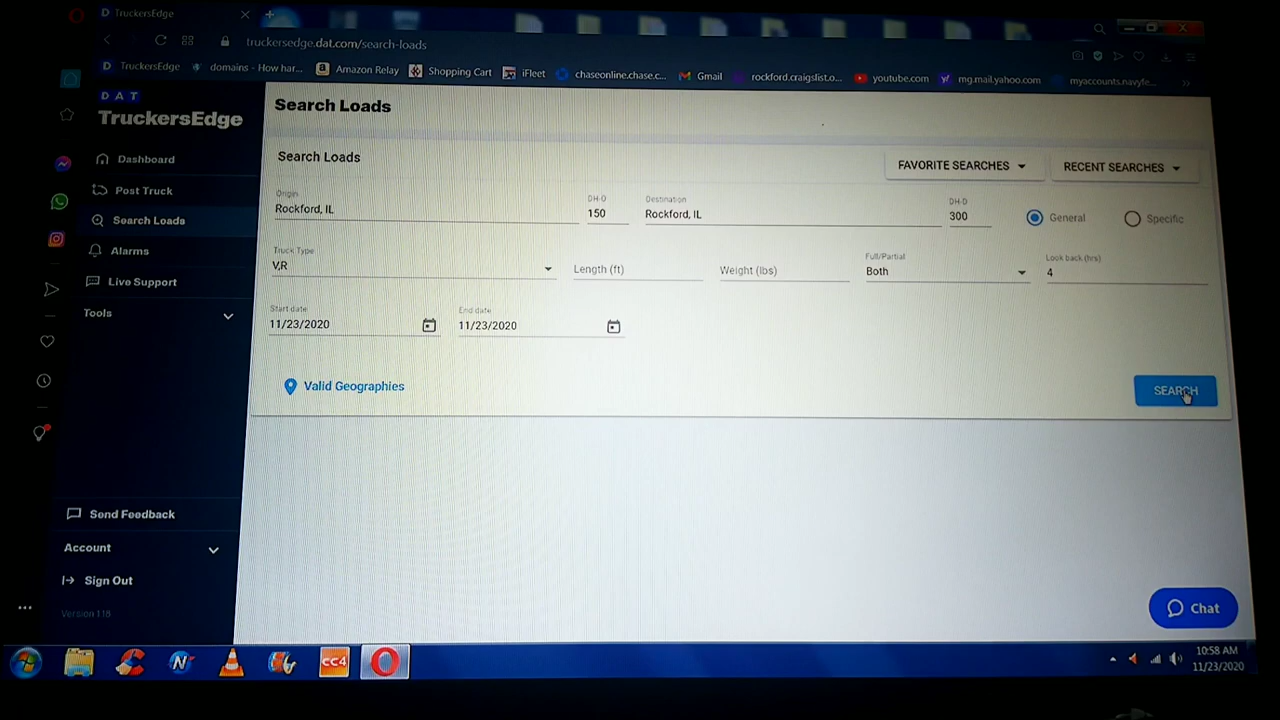 TruckersEdge
truckersedge.dat.com/search-loads
TruckersEdge
domains - How har...
Amazon Relay
Shopping Cart
iFleet
chaseonline.chase.c...
Gmail
rockford.craigslist.o...
youtube.com
mg.mail.yahoo.com
myaccounts.navyfe...
DAT
TruckersEdge
Dashboard
Post Truck
Search Loads
Alarms
Live Support
Tools
Send Feedback
Account
Sign Out
Version 118
Search Loads
Search Loads
FAVORITE SEARCHES
RECENT SEARCHES
Origin
Rockford, IL
DH-O
150
Destination
Rockford, IL
DH-D
300
General
Specific
Truck Type
V,R
Length (ft)
Weight (lbs)
Full/Partial
Both
Look back (hrs)
4
Start date
11/23/2020
End date
11/23/2020
Valid Geographies
SEARCH
Chat
CC4
10:58 AM
11/23/2020